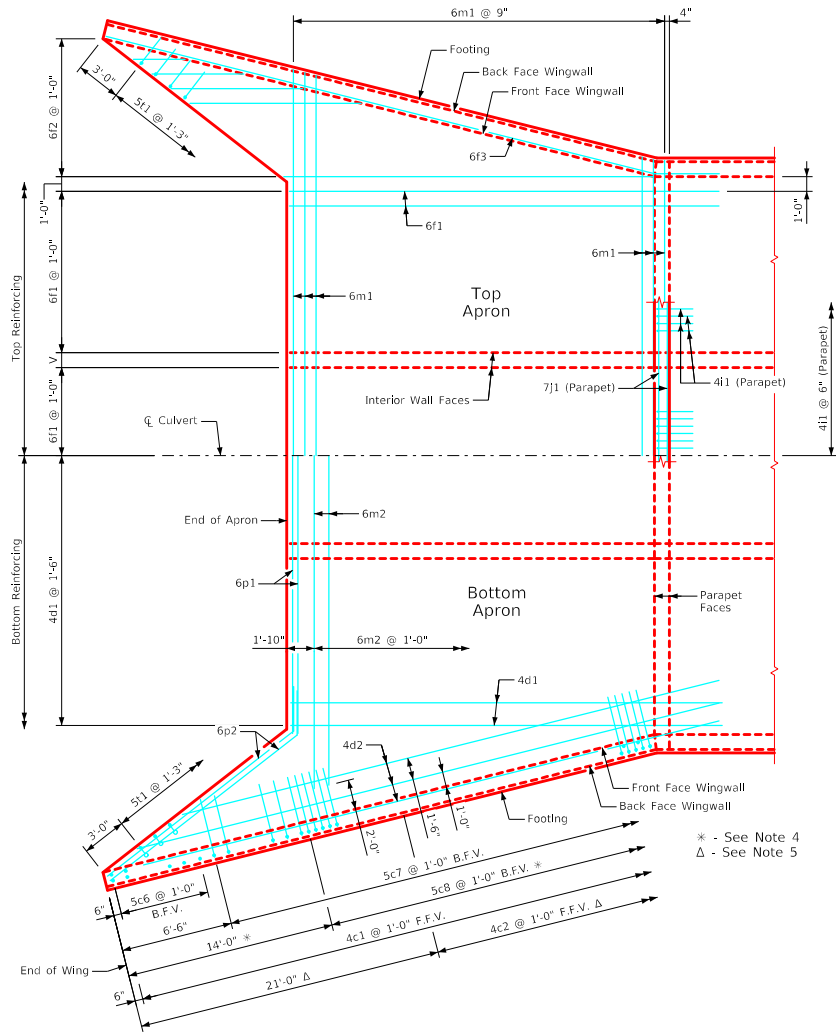 6m1 @ 9"
4"
Footing
Back Face Wingwall
Front Face Wingwall
3'-0"
5t1 @ 1'-3"
6f2 @ 1'-0"
6f3
1'-0"
1'-0"
6f1
6f1 @ 1'-0"
Top Reinforcing
6m1
6m1
Top
Apron
V
Interior Wall Faces
7j1 (Parapet)
4i1 (Parapet)
4i1 @ 6" (Parapet)
6f1 @ 1'-0"
℄ Culvert
End of Apron
6m2
6p1
Bottom
Apron
Parapet
Faces
Bottom Reinforcing
4d1 @ 1'-6"
1'-10"
6m2 @ 1'-0"
4d1
6p2
4d2
5t1 @ 1'-3"
3'-0"
2'-0"
1'-6"
1'-0"
Front Face Wingwall
Back Face Wingwall
Footing
✳ - See Note 4
Δ - See Note 5
6"
5c6 @ 1'-0"
B.F.V.
5c7 @ 1'-0" B.F.V.
6'-6"
5c8 @ 1'-0" B.F.V. ✳
14'-0" ✳
4c1 @ 1'-0" F.F.V.
4c2 @ 1'-0" F.F.V. Δ
End of Wing
6"
21'-0" Δ